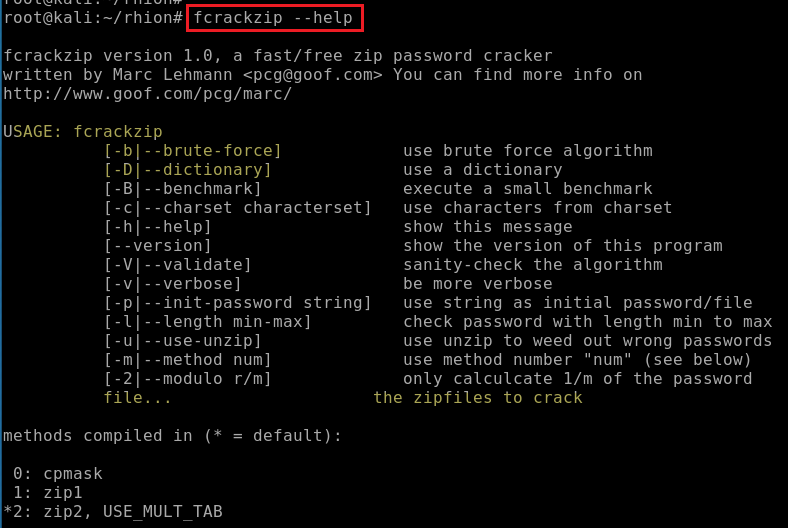 root@kali:~/rhion#
root@kali:~/rhion# fcrackzip --help
fcrackzip version 1.0, a fast/free zip password cracker
written by Marc Lehmann <pcg@goof.com> You can find more info on
http://www.goof.com/pcg/marc/
USAGE: fcrackzip
[-b|--brute-force] use brute force algorithm
[-D|--dictionary] use a dictionary
[-B|--benchmark] execute a small benchmark
[-c|--charset characterset] use characters from charset
[-h|--help] show this message
[--version] show the version of this program
[-V|--validate] sanity-check the algorithm
[-v|--verbose] be more verbose
[-p|--init-password string] use string as initial password/file
[-l|--length min-max] check password with length min to max
[-u|--use-unzip] use unzip to weed out wrong passwords
[-m|--method num] use method number "num" (see below)
[-2|--modulo r/m] only calculcate 1/m of the password
file... the zipfiles to crack
methods compiled in (* = default):
0: cpmask
1: zip1
*2: zip2, USE_MULT_TAB